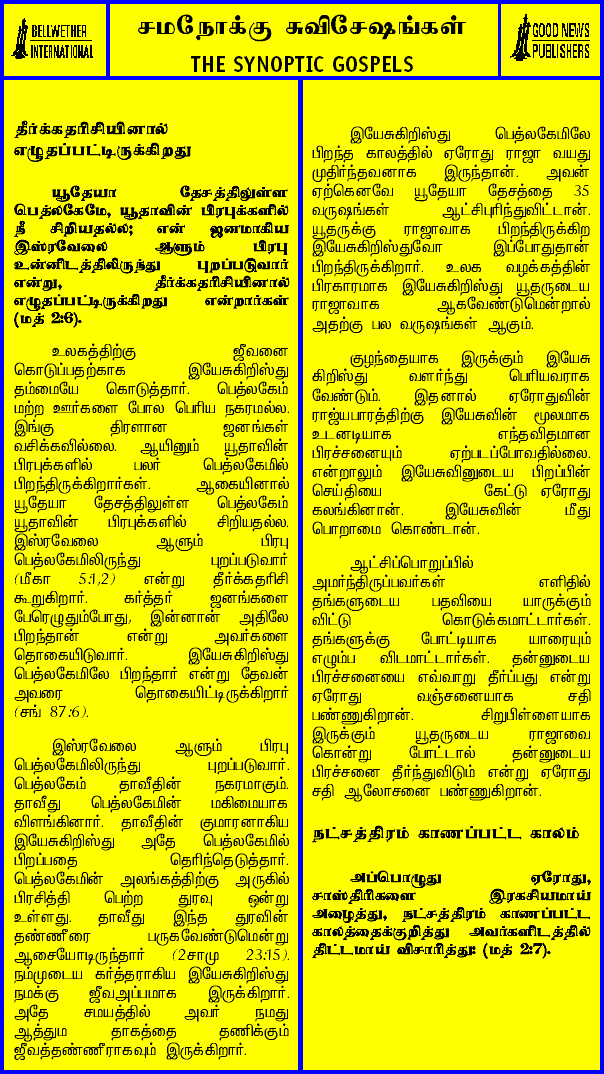 BELLWETHER
INTERNATIONAL
சமநோக்கு சுவிசேஷங்கள்
THE SYNOPTIC GOSPELS
GOOD NEWS
PUBLISHERS
தீர்க்கதரிசியினால்
எழுதப்பட்டிருக்கிறது
யூதேயா தேசத்திலுள்ள
பெத்லகேமே, யூதாவின் பிரபுக்களில்
நீ சிறியதல்ல; என் ஜனமாகிய
இஸ்ரவேலை ஆளும் பிரபு
உன்னிடத்திலிருந்து புறப்படுவார்
என்று, தீர்க்கதரிசியினால்
எழுதப்பட்டிருக்கிறது என்றார்கள்
(மத் 2:6).
உலகத்திற்கு ஜீவனை
கொடுப்பதற்காக இயேசுகிறிஸ்து
தம்மையே கொடுத்தார். பெத்லகேம்
மற்ற ஊர்களை போல பெரிய நகரமல்ல.
இங்கு திரளான ஜனங்கள்
வசிக்கவில்லை. ஆயினும் யூதாவின்
பிரபுக்களில் பலர் பெத்லகேமில்
பிறந்திருக்கிறார்கள். ஆகையினால்
யூதேயா தேசத்திலுள்ள பெத்லகேம்
யூதாவின் பிரபுக்களில் சிறியதல்ல.
இஸ்ரவேலை ஆளும் பிரபு
பெத்லகேமிலிருந்து புறப்படுவார்
(மீகா 5:1,2) என்று தீர்க்கதரிசி
கூறுகிறார். கர்த்தர் ஜனங்களை
பேரெழுதும்போது, இன்னான் அதிலே
பிறந்தான் என்று அவர்களை
தொகையிடுவார். இயேசுகிறிஸ்து
பெத்லகேமிலே பிறந்தார் என்று தேவன்
அவரை தொகையிட்டிருக்கிறார்
(சங் 87:6).
இஸ்ரவேலை ஆளும் பிரபு
பெத்லகேமிலிருந்து புறப்படுவார்.
பெத்லகேம் தாவீதின் நகரமாகும்.
தாவீது பெத்லகேமின் மகிமையாக
விளங்கினார். தாவீதின் குமாரனாகிய
இயேசுகிறிஸ்து அதே பெத்லகேமில்
பிறப்பதை தெரிந்தெடுத்தார்.
பெத்லகேமின் அலங்கத்திற்கு அருகில்
பிரசித்தி பெற்ற துரவு ஒன்று
உள்ளது. தாவீது இந்த துரவின்
தண்ணீரை பருகவேண்டுமென்று
ஆசையோடிருந்தார் (2சாமு 23:15).
நம்முடைய கர்த்தராகிய இயேசுகிறிஸ்து
நமக்கு ஜீவஅப்பமாக இருக்கிறார்.
அதே சமயத்தில் அவர் நமது
ஆத்தும தாகத்தை தணிக்கும்
ஜீவத்தண்ணீராகவும் இருக்கிறார்.
இயேசுகிறிஸ்து பெத்லகேமிலே
பிறந்த காலத்தில் ஏரோது ராஜா வயது
முதிர்ந்தவனாக இருந்தான். அவன்
ஏற்கெனவே யூதேயா தேசத்தை 35
வருஷங்கள் ஆட்சிபுரிந்துவிட்டான்.
யூதருக்கு ராஜாவாக பிறந்திருக்கிற
இயேசுகிறிஸ்துவோ இப்போதுதான்
பிறந்திருக்கிறார். உலக வழக்கத்தின்
பிரகாரமாக இயேசுகிறிஸ்து யூதருடைய
ராஜாவாக ஆகவேண்டுமென்றால்
அதற்கு பல வருஷங்கள் ஆகும்.
குழந்தையாக இருக்கும் இயேசு
கிறிஸ்து வளர்ந்து பெரியவராக
வேண்டும். இதனால் ஏரோதுவின்
ராஜ்யபாரத்திற்கு இயேசுவின் மூலமாக
உடனடியாக எந்தவிதமான
பிரச்சனையும் ஏற்படப்போவதில்லை.
என்றாலும் இயேசுவினுடைய பிறப்பின்
செய்தியை கேட்டு ஏரோது
கலங்கினான். இயேசுவின் மீது
பொறாமை கொண்டான்.
ஆட்சிப்பொறுப்பில்
அமர்ந்திருப்பவர்கள் எளிதில்
தங்களுடைய பதவியை யாருக்கும்
விட்டு கொடுக்கமாட்டார்கள்.
தங்களுக்கு போட்டியாக யாரையும்
எழும்ப விடமாட்டார்கள். தன்னுடைய
பிரச்சனையை எவ்வாறு தீர்ப்பது என்று
ஏரோது வஞ்சனையாக சதி
பண்ணுகிறான். சிறுபிள்ளையாக
இருக்கும் யூதருடைய ராஜாவை
கொன்று போட்டால் தன்னுடைய
பிரச்சனை தீர்ந்துவிடும் என்று ஏரோது
சதி ஆலோசனை பண்ணுகிறான்.
நட்சத்திரம் காணப்பட்ட காலம்
அப்பொழுது ஏரோது,
சாஸ்திரிகளை இரகசியமாய்
அழைத்து, நட்சத்திரம் காணப்பட்ட
காலத்தைக்குறித்து அவர்களிடத்தில்
திட்டமாய் விசாரித்து: (மத் 2:7).